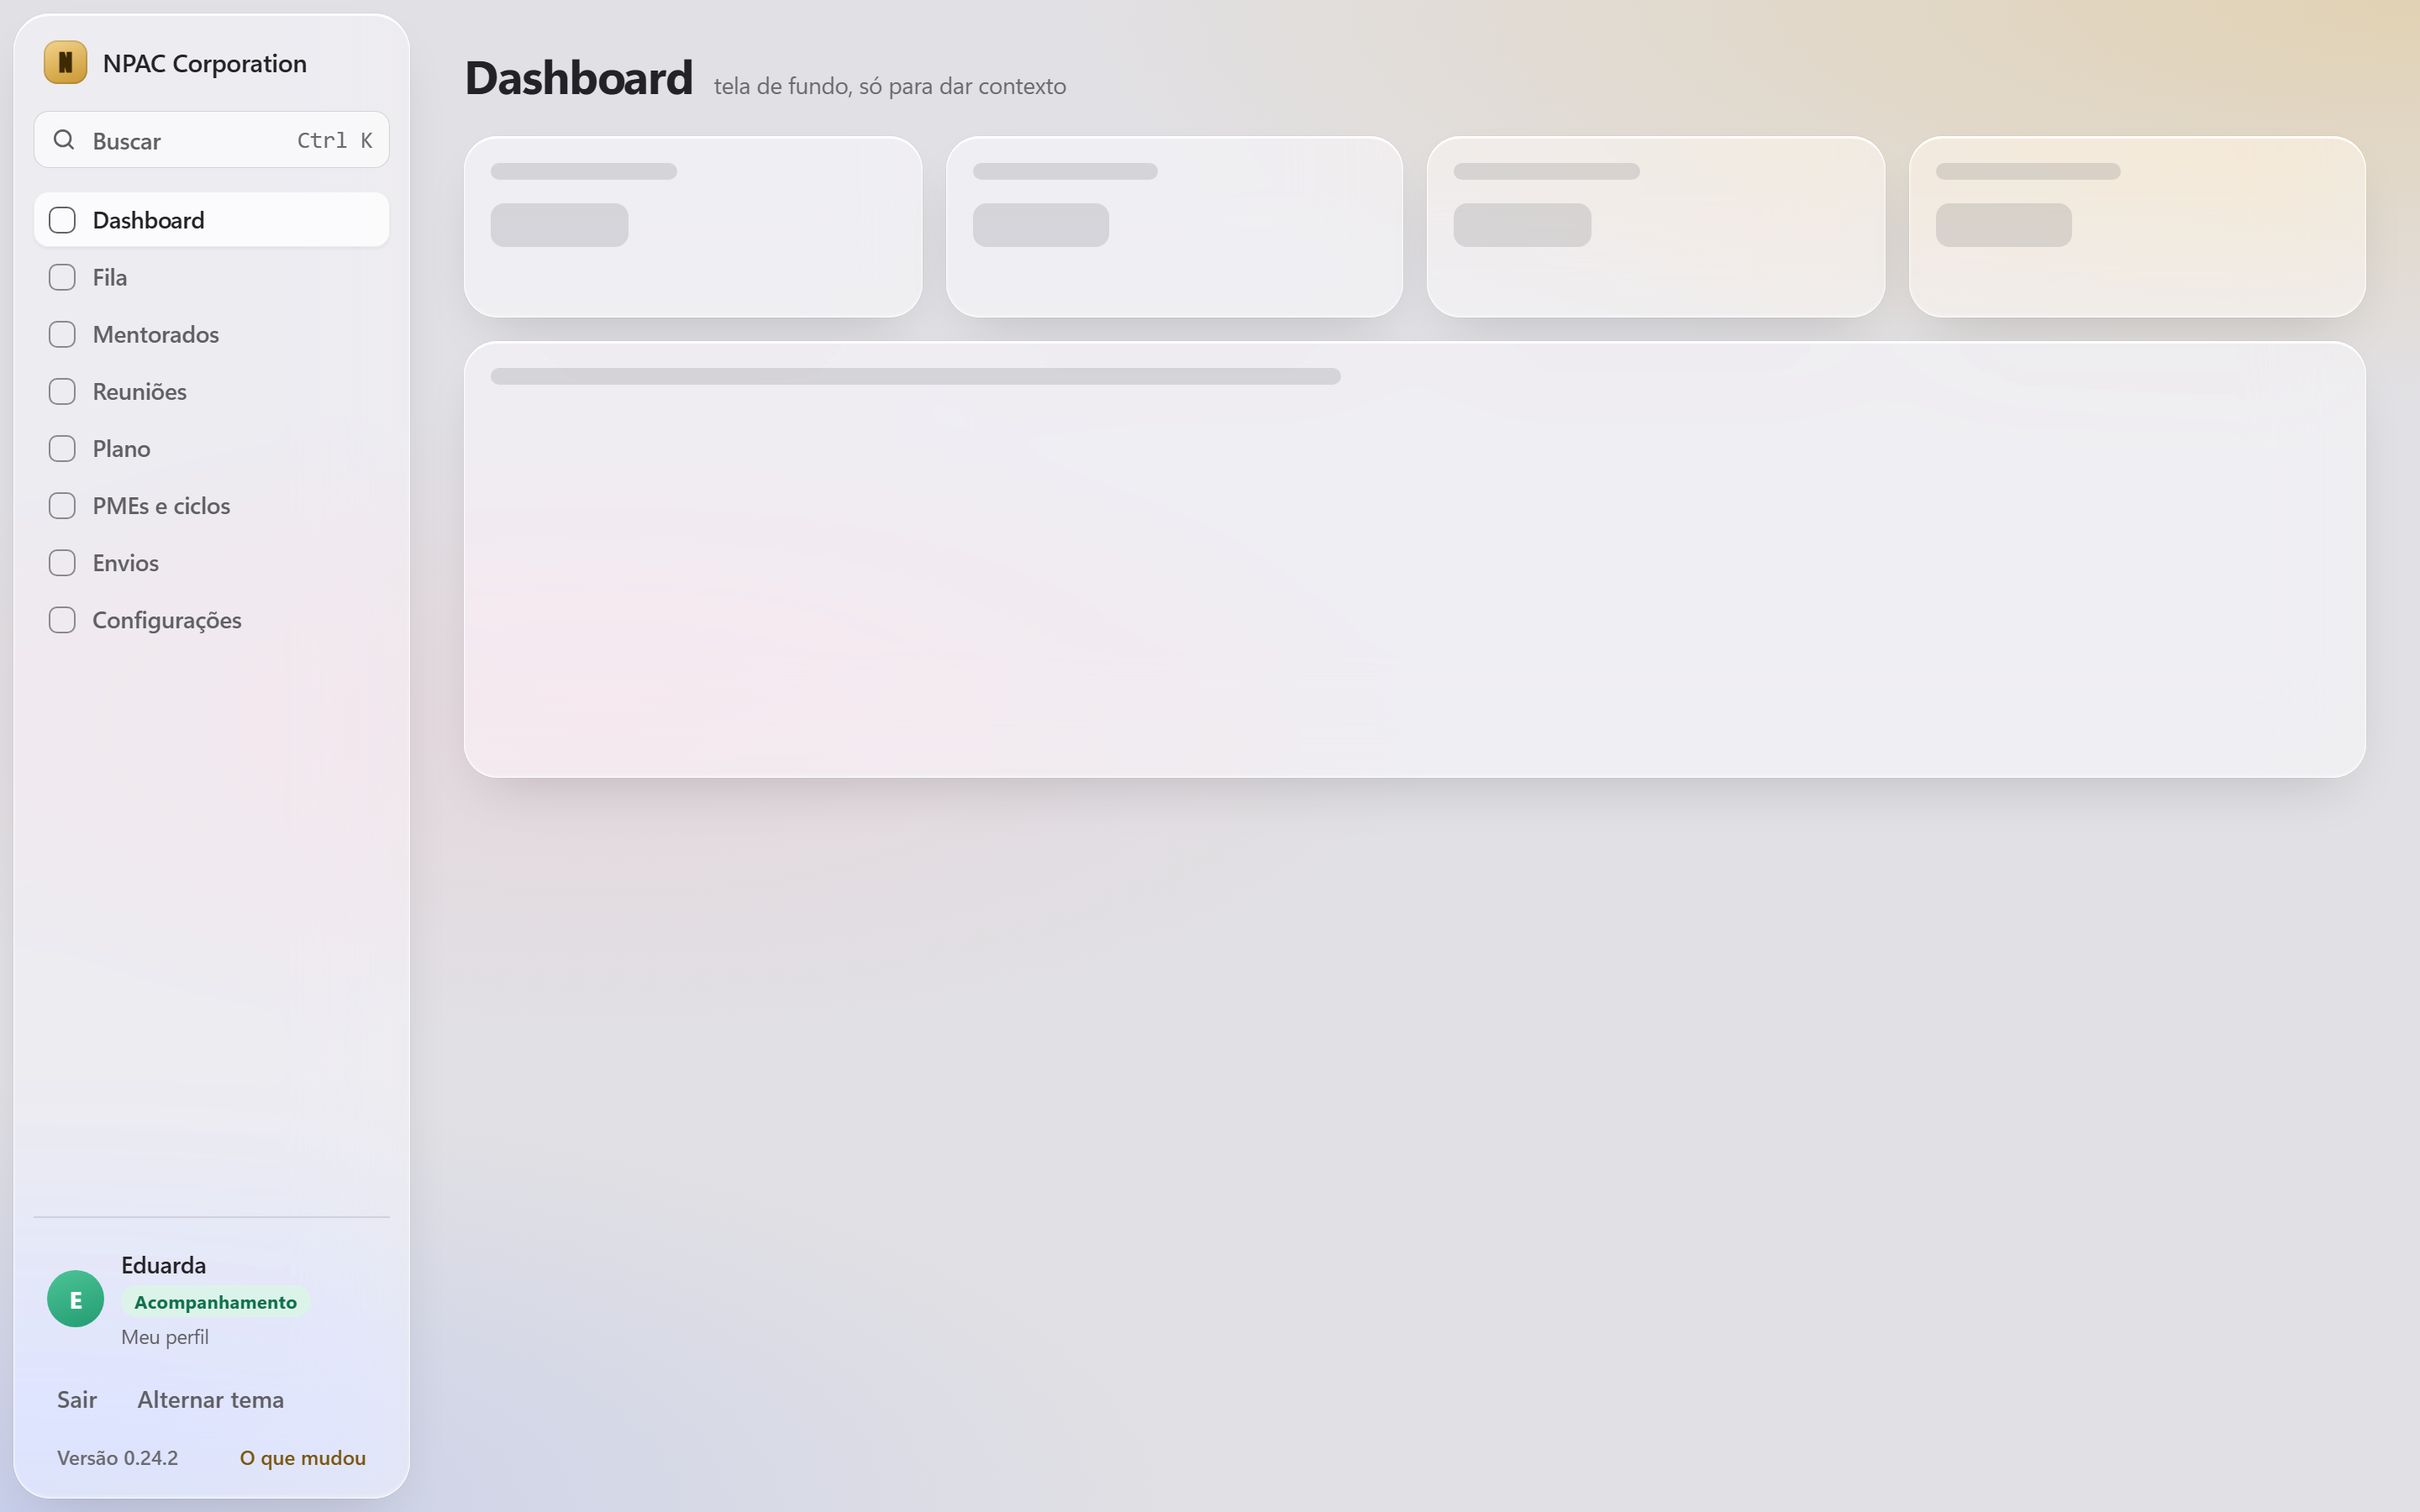 N NPAC Corporation
Buscar Ctrl K
Dashboard
Fila
Mentorados
Reuniões
Plano
PMEs e ciclos
Envios
Configurações
E
Eduarda
Acompanhamento
Meu perfil
Sair Alternar tema
Versão 0.24.2 O que mudou
Dashboard tela de fundo, só para dar contexto